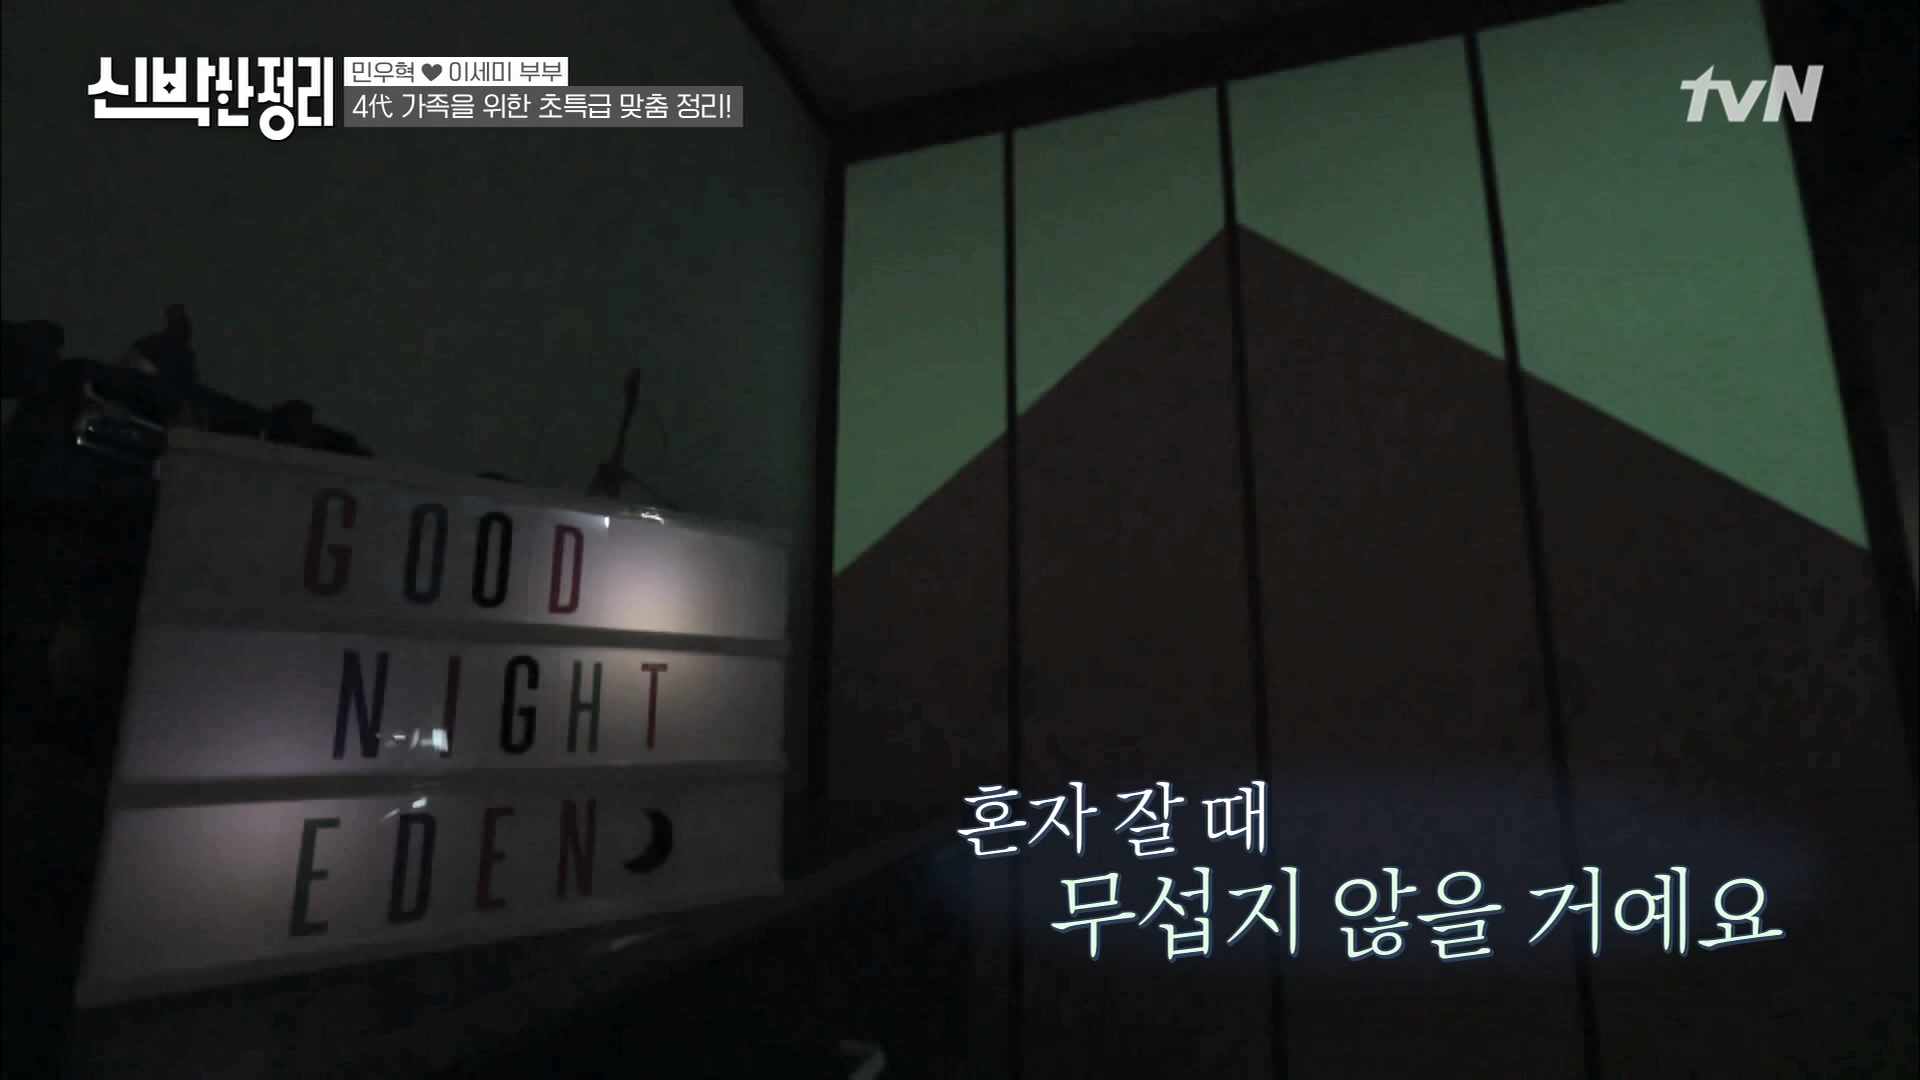 신박한정리
민우혁 ♥ 이세미 부부
4代 가족을 위한 초특급 맞춤 정리!
tvN
GOOD
NIGHT
EDEN
혼자 잘 때
무섭지 않을 거예요